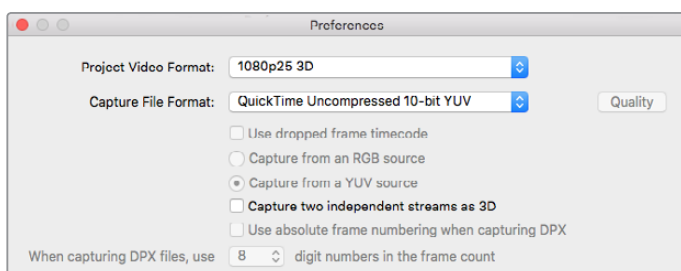 Preferences
Project Video Format: 1080p25 3D
Capture File Format: QuickTime Uncompressed 10-bit YUV Quality
Use dropped frame timecode
Capture from an RGB source
Capture from a YUV source
Capture two independent streams as 3D
Use absolute frame numbering when capturing DPX
When capturing DPX files, use 8 digit numbers in the frame count